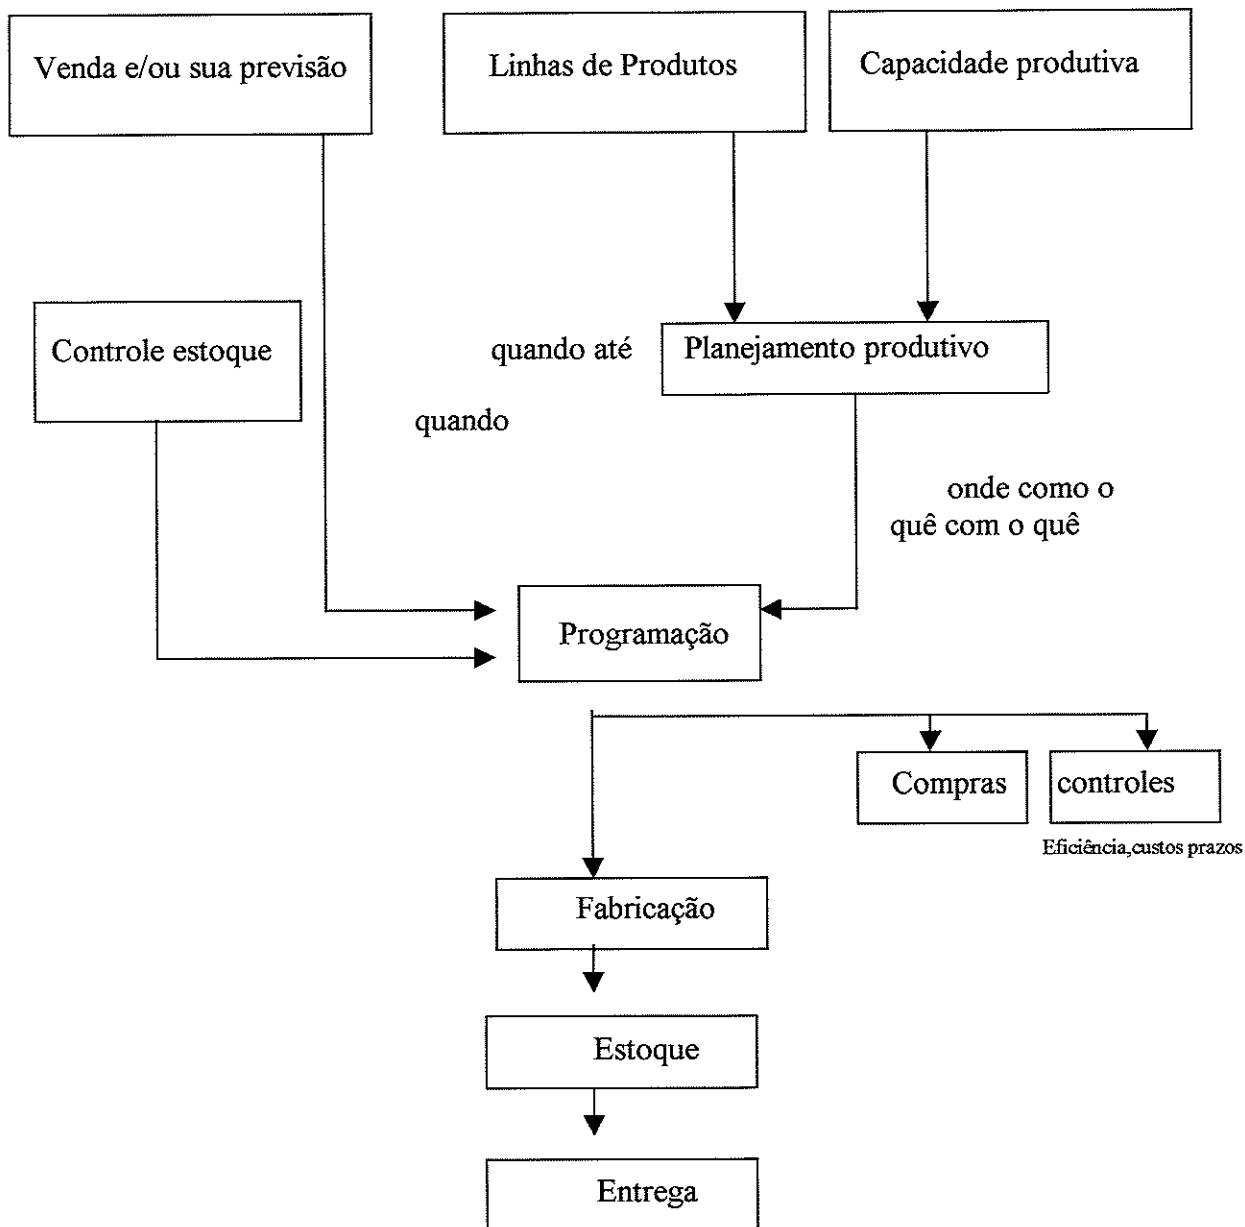 Venda e/ou sua previsão
Linhas de Produtos
Capacidade produtiva
Controle estoque
quando até
Planejamento produtivo
quando
onde como o
quê com o quê
Programação
Compras
controles
Eficiência,custos prazos
Fabricação
Estoque
Entrega